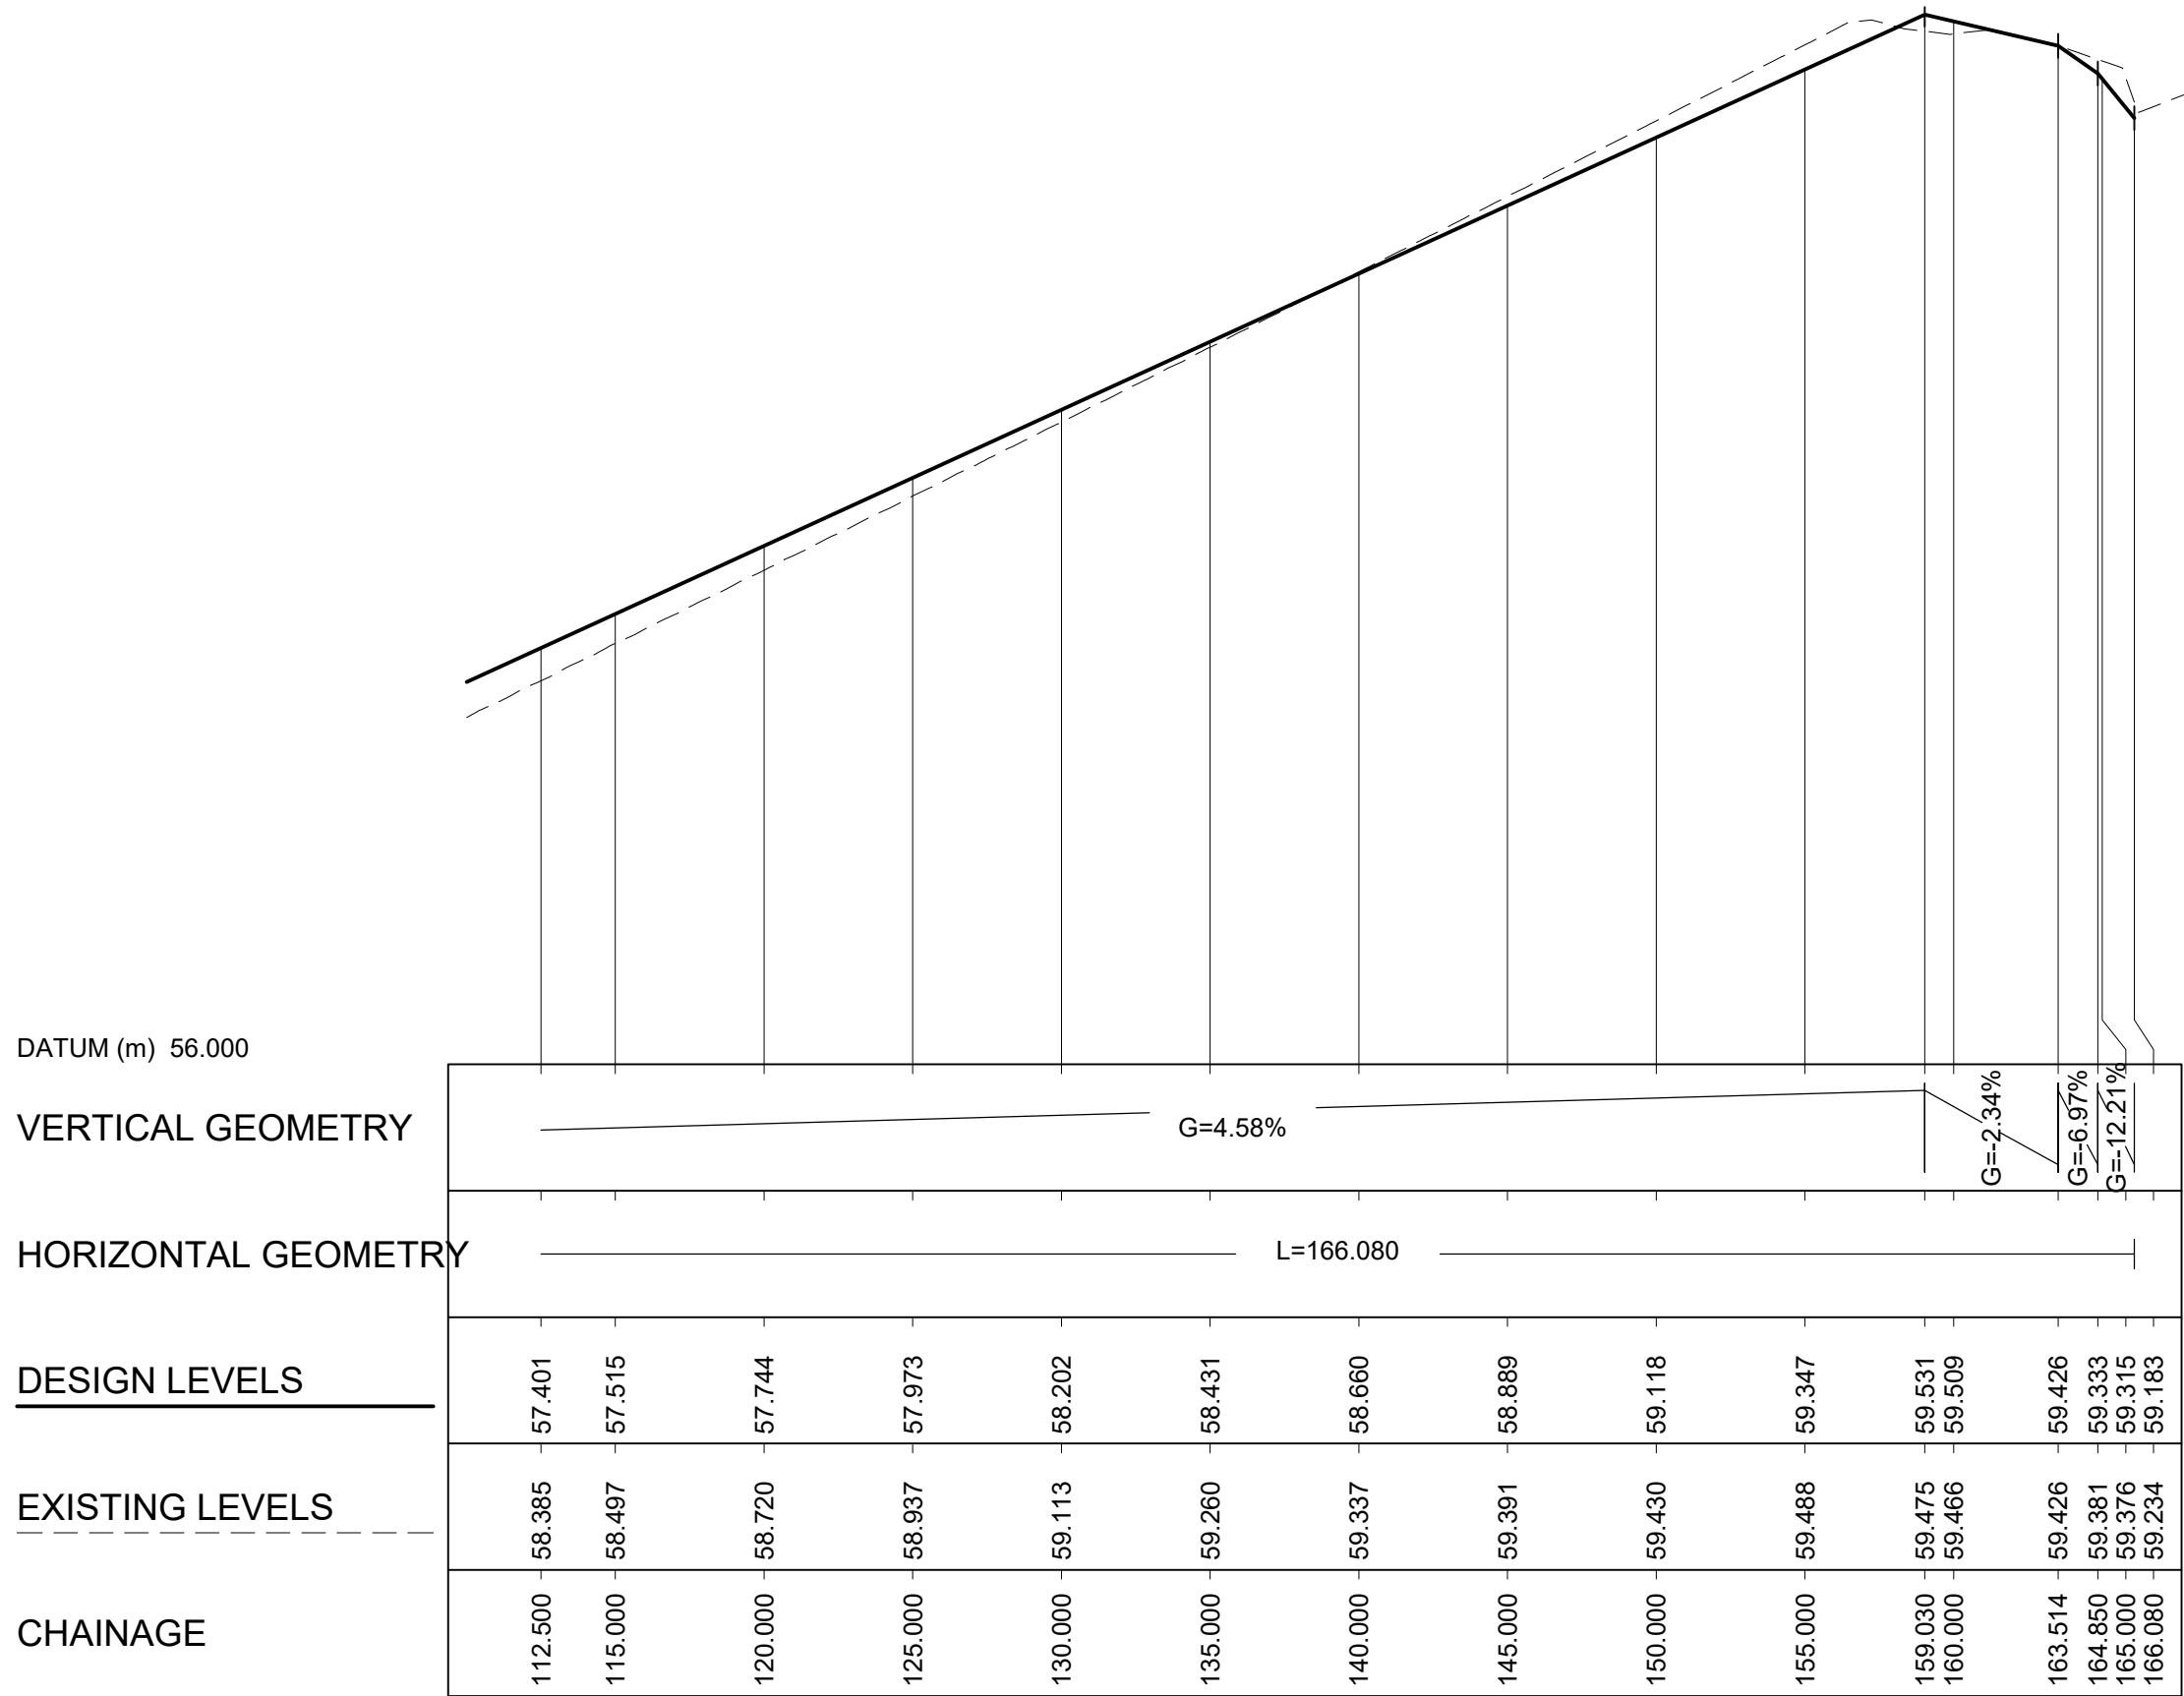 DATUM (m) 56.000
VERTICAL GEOMETRY
G=4.58%
G=-2.34%
G=-6.97%
G=-12.21%
HORIZONTAL GEOMETRY
L=166.080
DESIGN LEVELS
57.401 57.515 57.744 57.973 58.202 58.431 58.660 58.889 59.118 59.347 59.531 59.509 59.426 59.333 59.315 59.183
EXISTING LEVELS
58.385 58.497 58.720 58.937 59.113 59.260 59.337 59.391 59.430 59.488 59.475 59.466 59.426 59.381 59.376 59.234
CHAINAGE
112.500 115.000 120.000 125.000 130.000 135.000 140.000 145.000 150.000 155.000 159.030 160.000 163.514 164.850 165.000 166.080